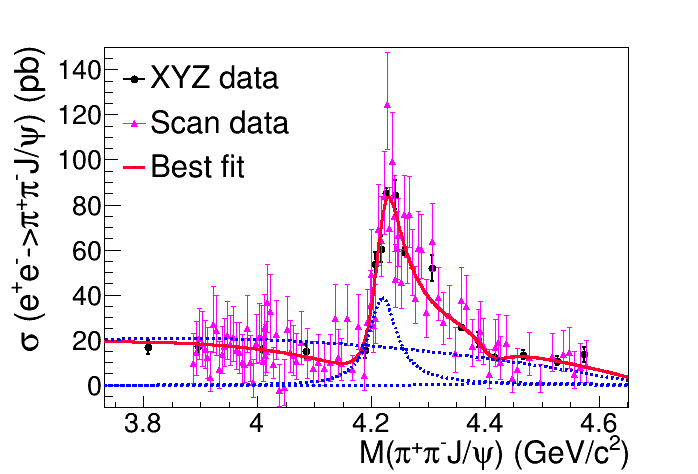 σ (e⁺e⁻->π⁺π⁻J/ψ) (pb)
140
120
100
80
60
40
20
0
XYZ data
Scan data
Best fit
3.8 4 4.2 4.4 4.6
M(π⁺π⁻J/ψ) (GeV/c²)